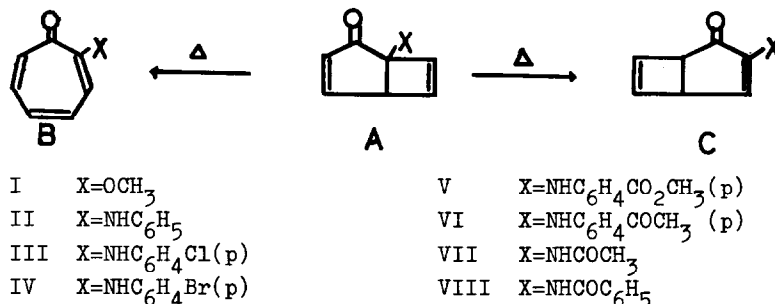 O X O X O X
Δ Δ
B A C
I X=OCH₃ V X=NHC₆H₄CO₂CH₃(p)
II X=NHC₆H₅ VI X=NHC₆H₄COCH₃ (p)
III X=NHC₆H₄Cl(p) VII X=NHCOCH₃
IV X=NHC₆H₄Br(p) VIII X=NHCOC₆H₅